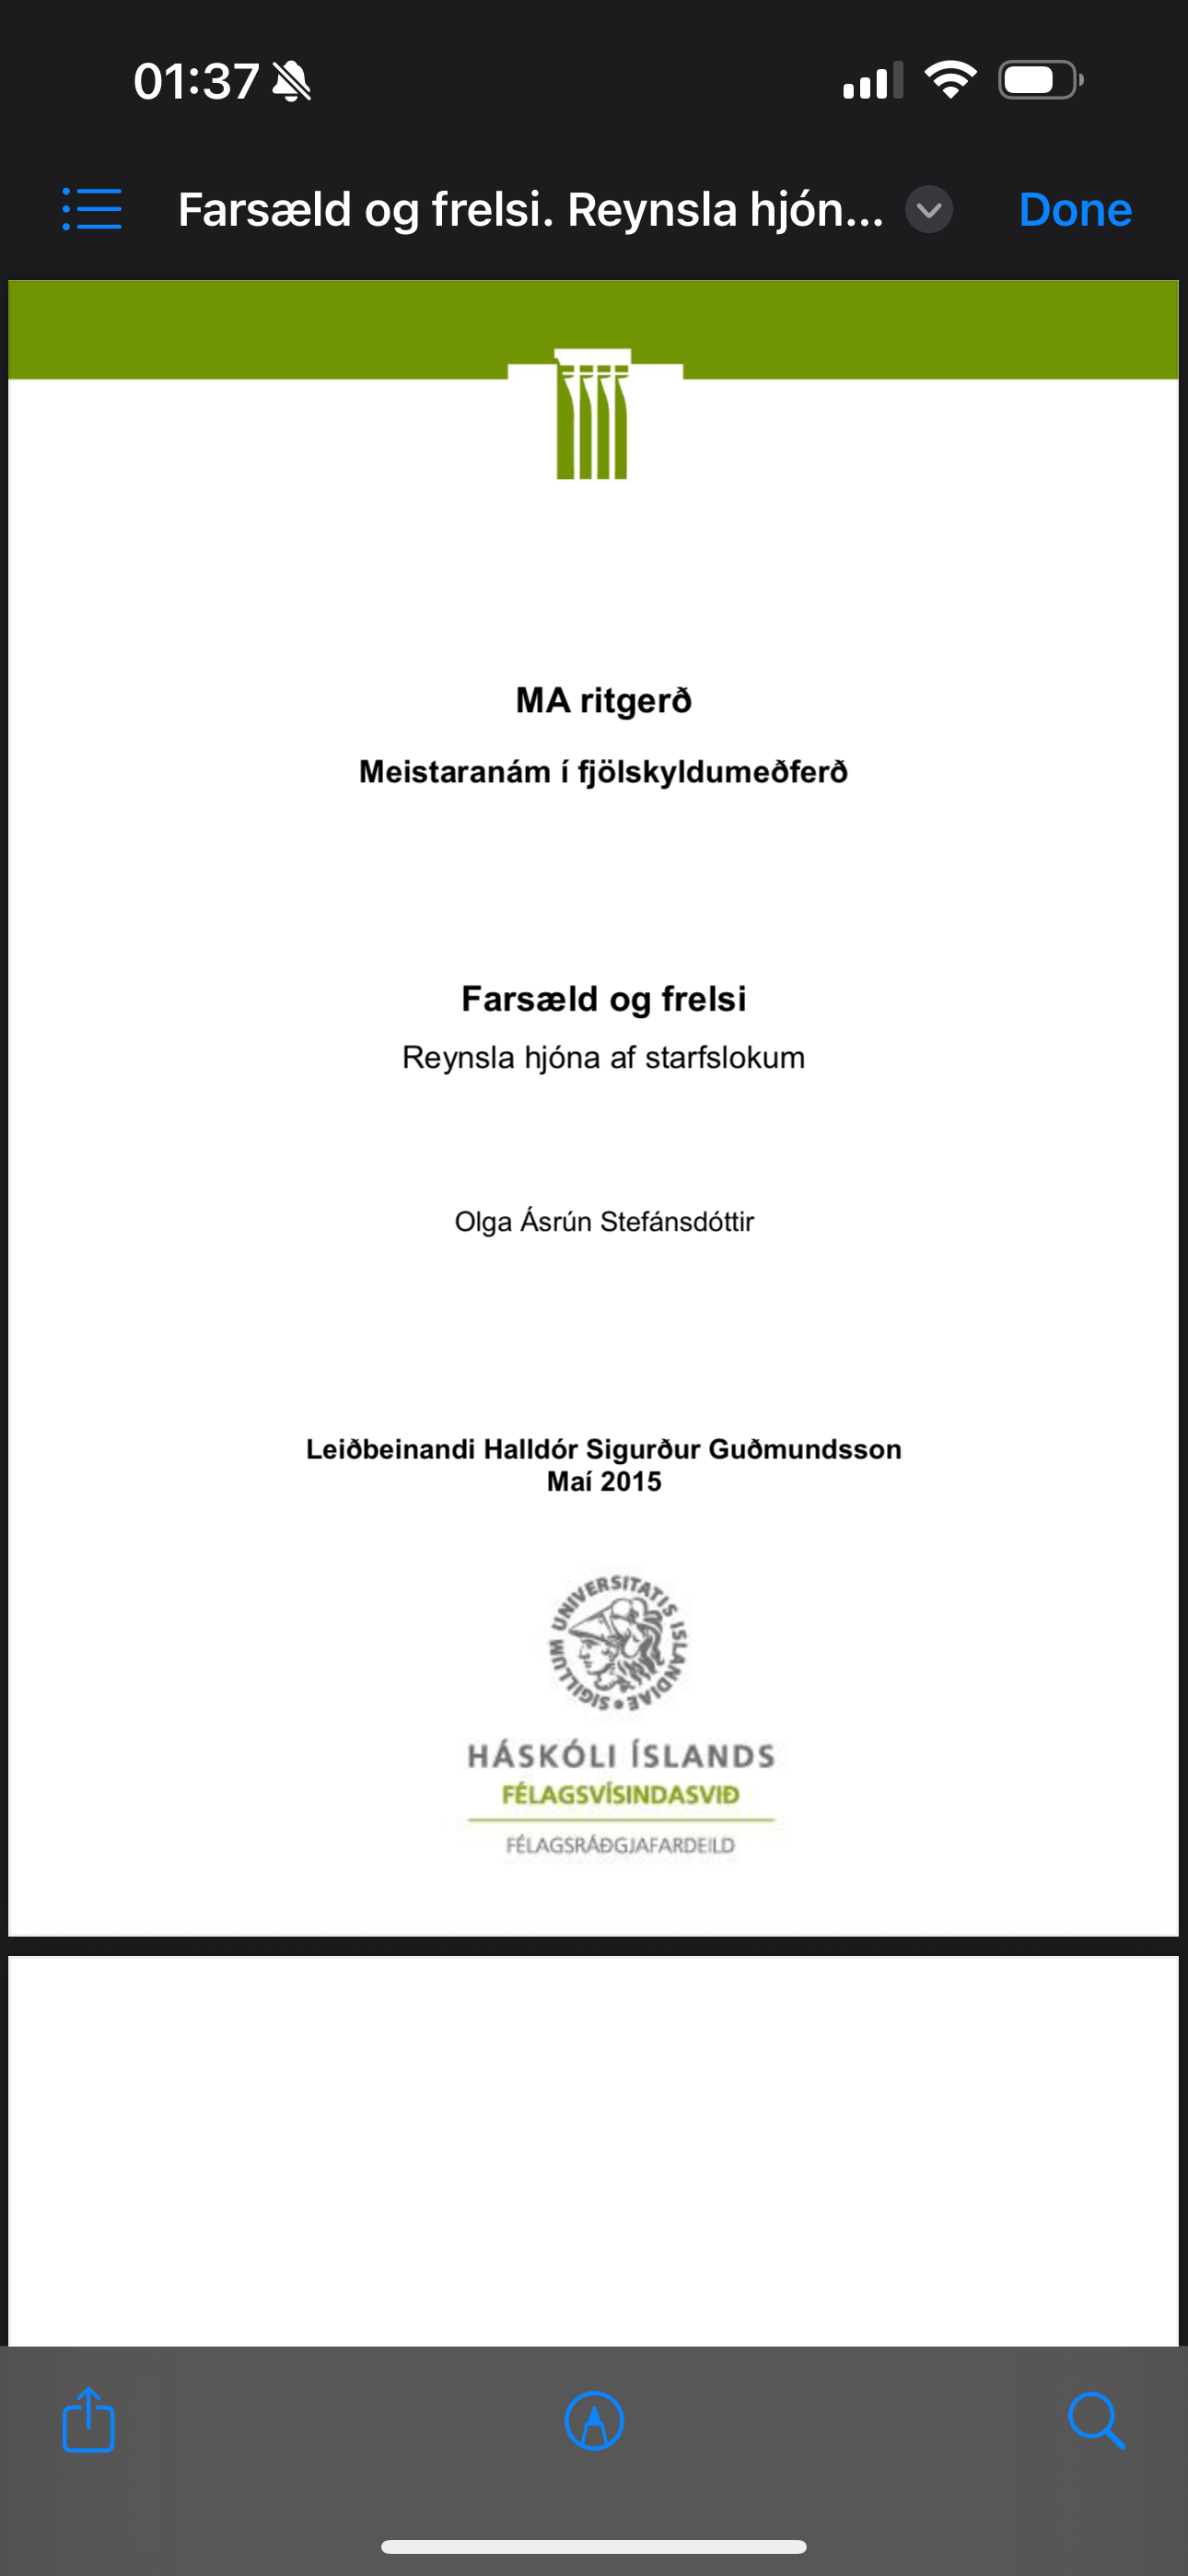 01:37
Farsæld og frelsi. Reynsla hjón...
Done
MA ritgerð
Meistaranám í fjölskyldumeðferð
Farsæld og frelsi
Reynsla hjóna af starfslokum
Olga Ásrún Stefánsdóttir
Leiðbeinandi Halldór Sigurður Guðmundsson
Maí 2015
SIGILLUM UNIVERSITATIS ISLANDIAE
HÁSKÓLI ÍSLANDS
FÉLAGSVÍSINDASVIÐ
FÉLAGSRÁÐGJAFARDEILD